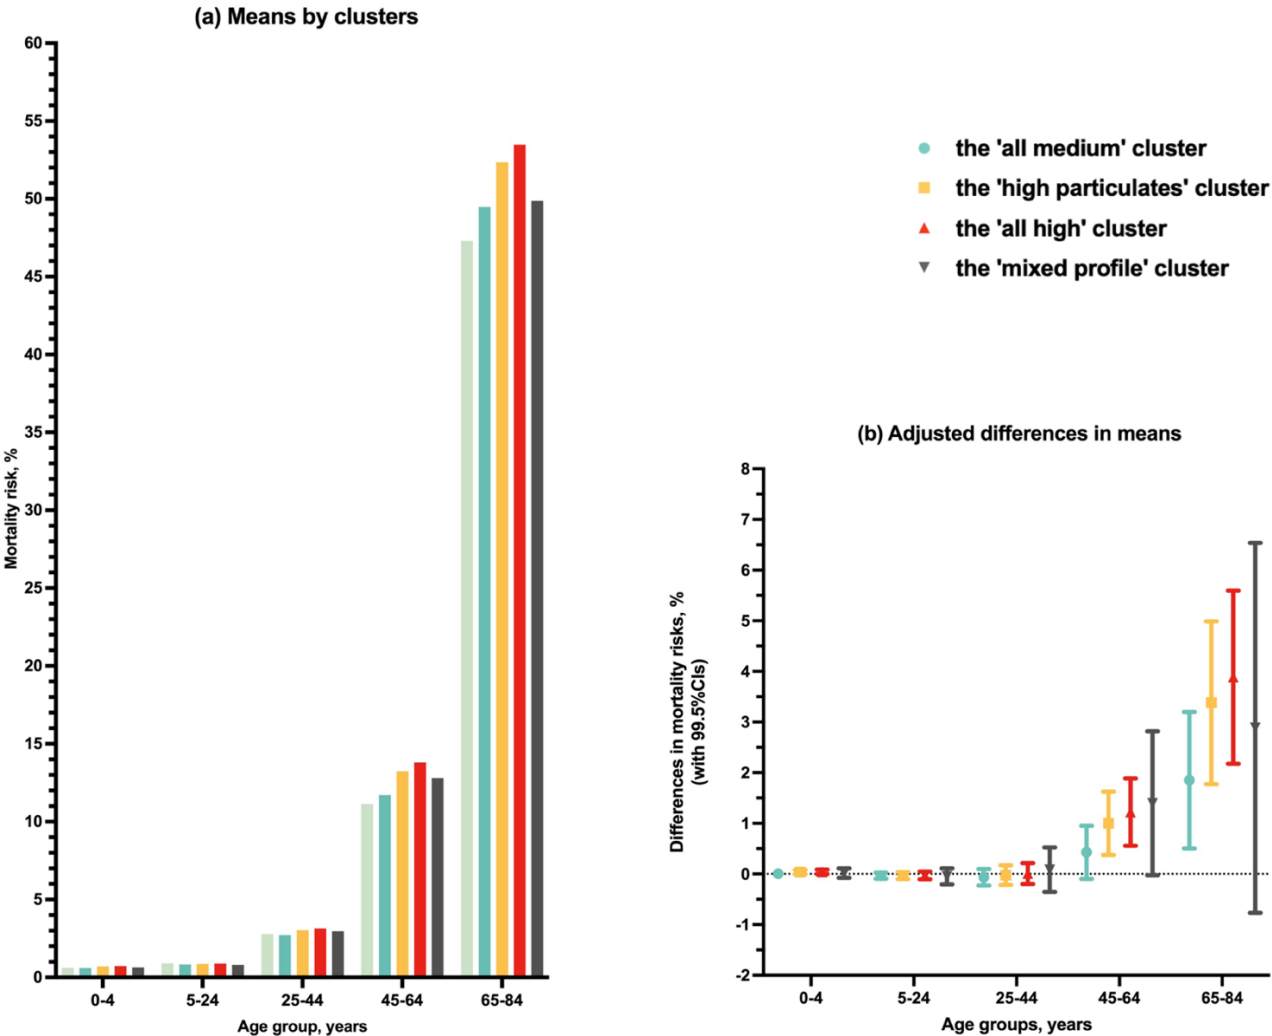 (a) Means by clusters
60
55
50
45
40
35
30
25
20
15
10
5
0
Mortality risk, %
0-4 5-24 25-44 45-64 65-84
Age group, years
the 'all medium' cluster
the 'high particulates' cluster
the 'all high' cluster
the 'mixed profile' cluster
(b) Adjusted differences in means
8
7
6
5
4
3
2
1
0
-1
-2
Differences in mortality risks, %
(with 99.5%CIs)
0-4 5-24 25-44 45-64 65-84
Age groups, years